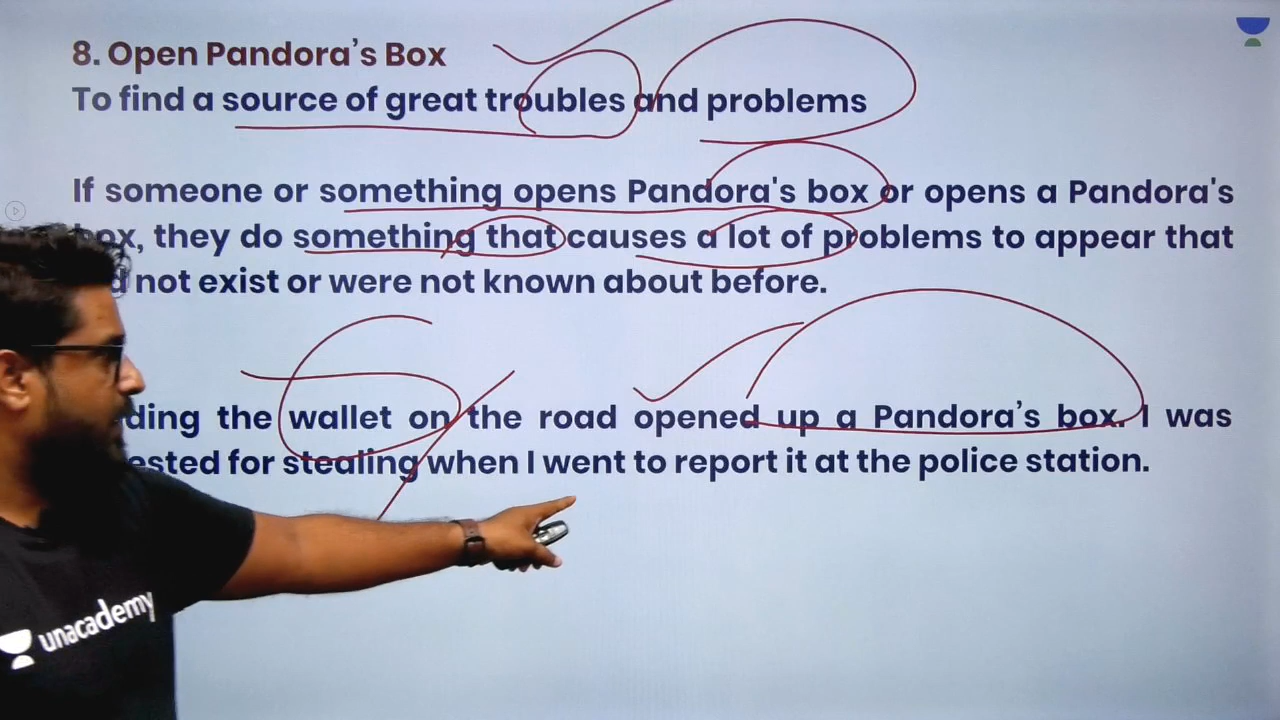 8. Open Pandora's Box
To find a source of great troubles and problems
If someone or something opens Pandora's box or opens a Pandora's
box, they do something that causes a lot of problems to appear that
not exist or were not known about before.
the wallet on the road opened up a Pandora's box. I was
for stealing when I went to report it at the police station.
unacademy